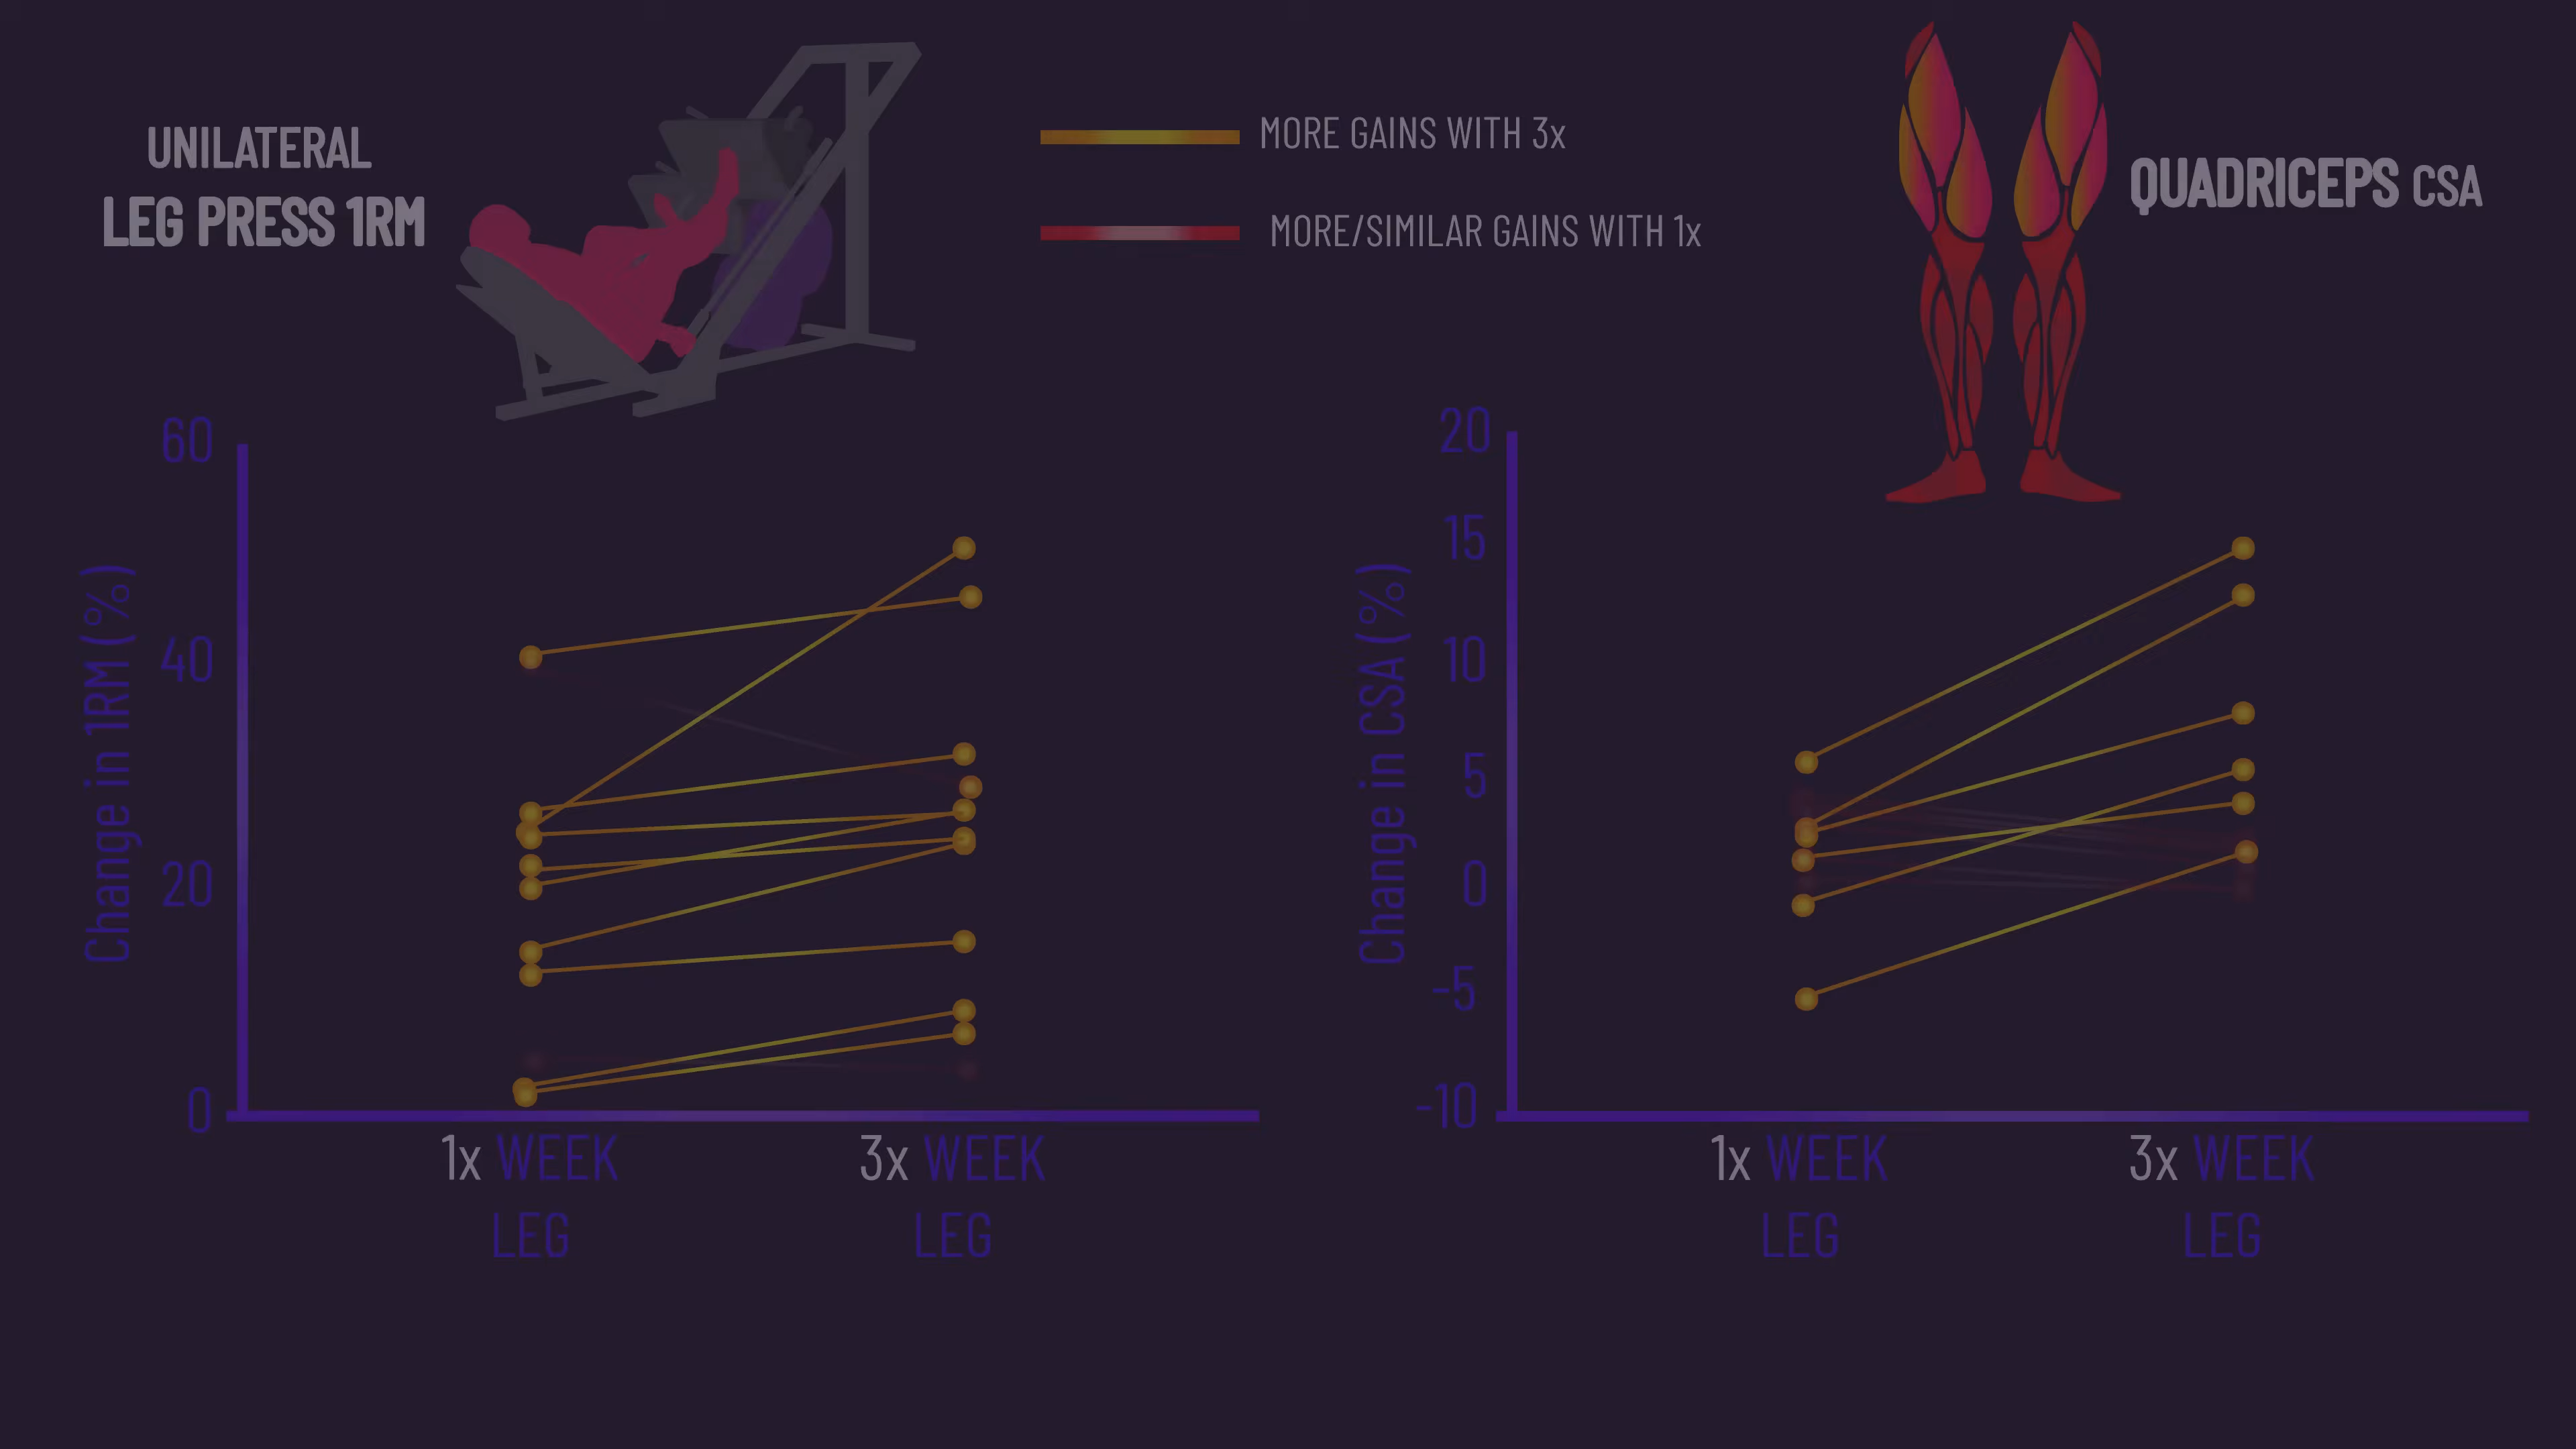 UNILATERAL
LEG PRESS 1RM
MORE GAINS WITH 3x
MORE/SIMILAR GAINS WITH 1x
QUADRICEPS CSA
Change in 1RM (%)
60
40
20
0
1x WEEK
LEG
3x WEEK
LEG
Change in CSA (%)
20
15
10
5
0
-5
-10
1x WEEK
LEG
3x WEEK
LEG